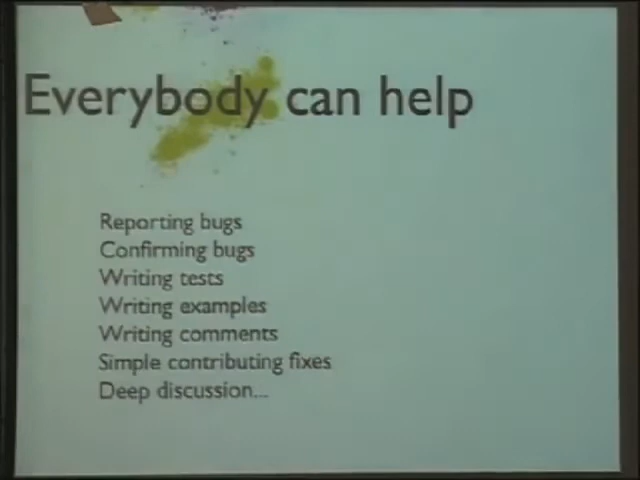 Everybody can help
Reporting bugs
Confirming bugs
Writing tests
Writing examples
Writing comments
Simple contributing fixes
Deep discussion...